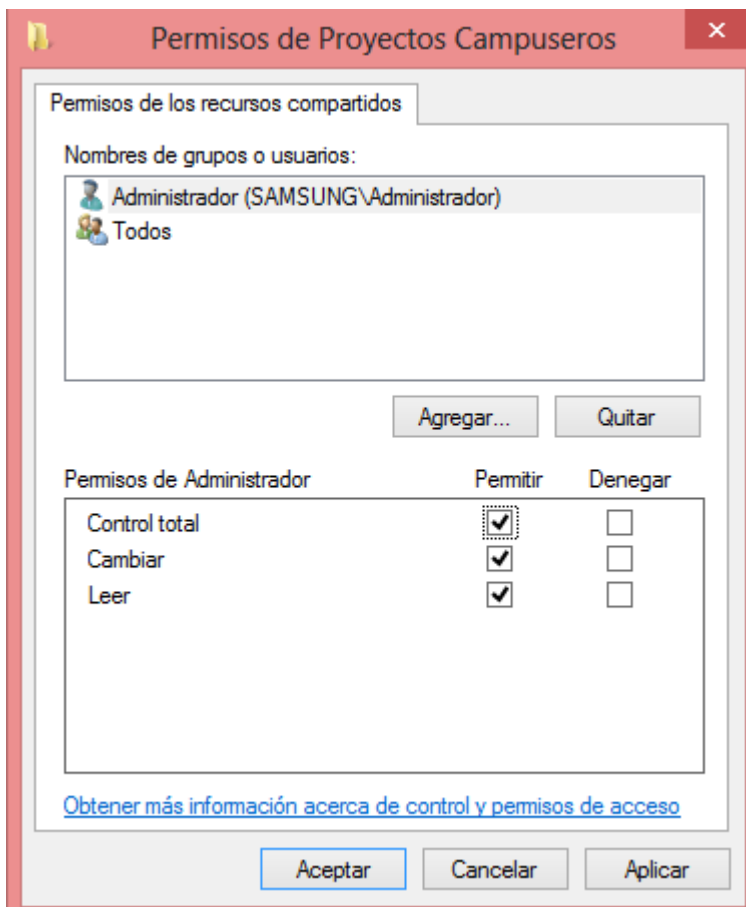 Permisos de Proyectos Campuseros
Permisos de los recursos compartidos
Nombres de grupos o usuarios:
Administrador (SAMSUNG\Administrador)
Todos
Agregar... Quitar
Permisos de Administrador Permitir Denegar
Control total
Cambiar
Leer
Obtener más información acerca de control y permisos de acceso
Aceptar Cancelar Aplicar